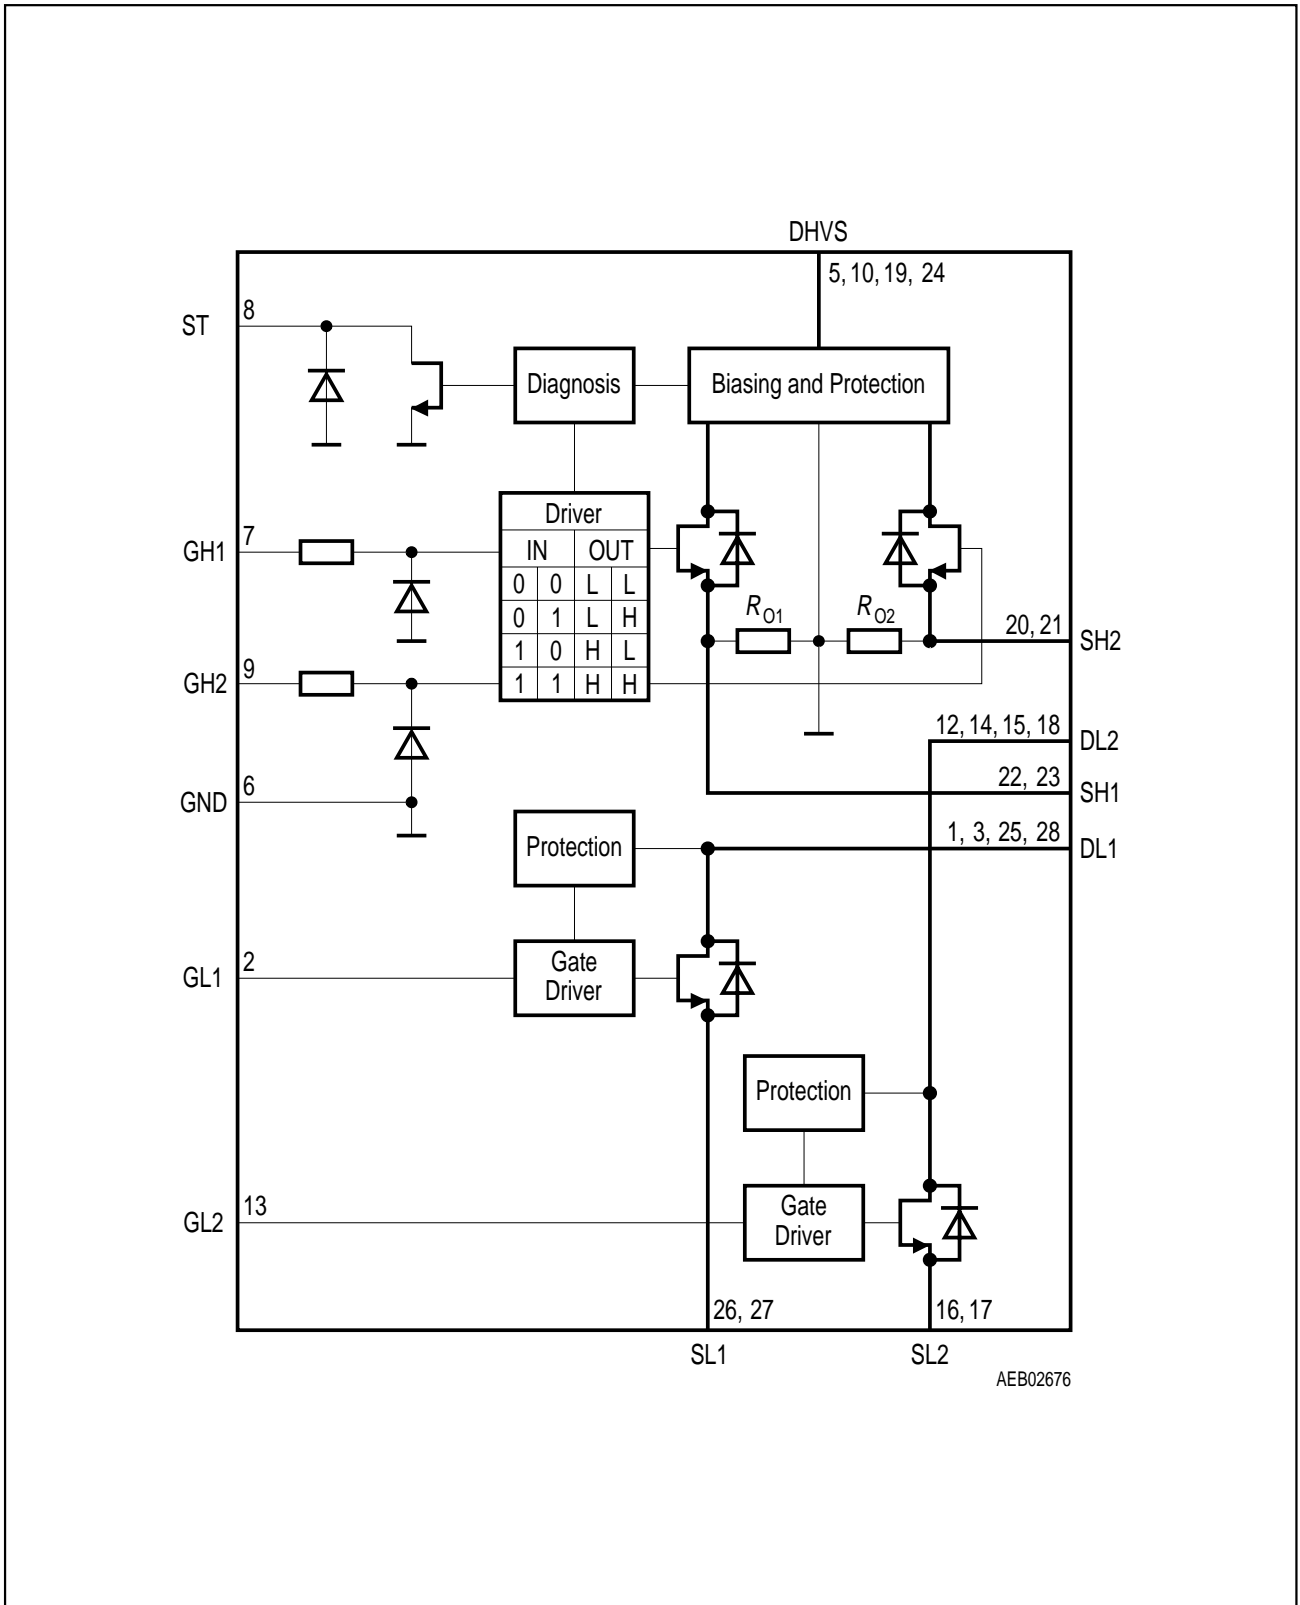 DHVS
5, 10, 19, 24
ST
8
Diagnosis
Biasing and Protection
Driver
IN OUT
0 0 L L
0 1 L H
1 0 H L
1 1 H H
GH1
7
GH2
9
RO1
RO2
20, 21
SH2
12, 14, 15, 18
DL2
22, 23
SH1
GND
6
1, 3, 25, 28
DL1
Protection
GL1
2
Gate
Driver
Protection
GL2
13
Gate
Driver
26, 27
16, 17
SL1
SL2
AEB02676